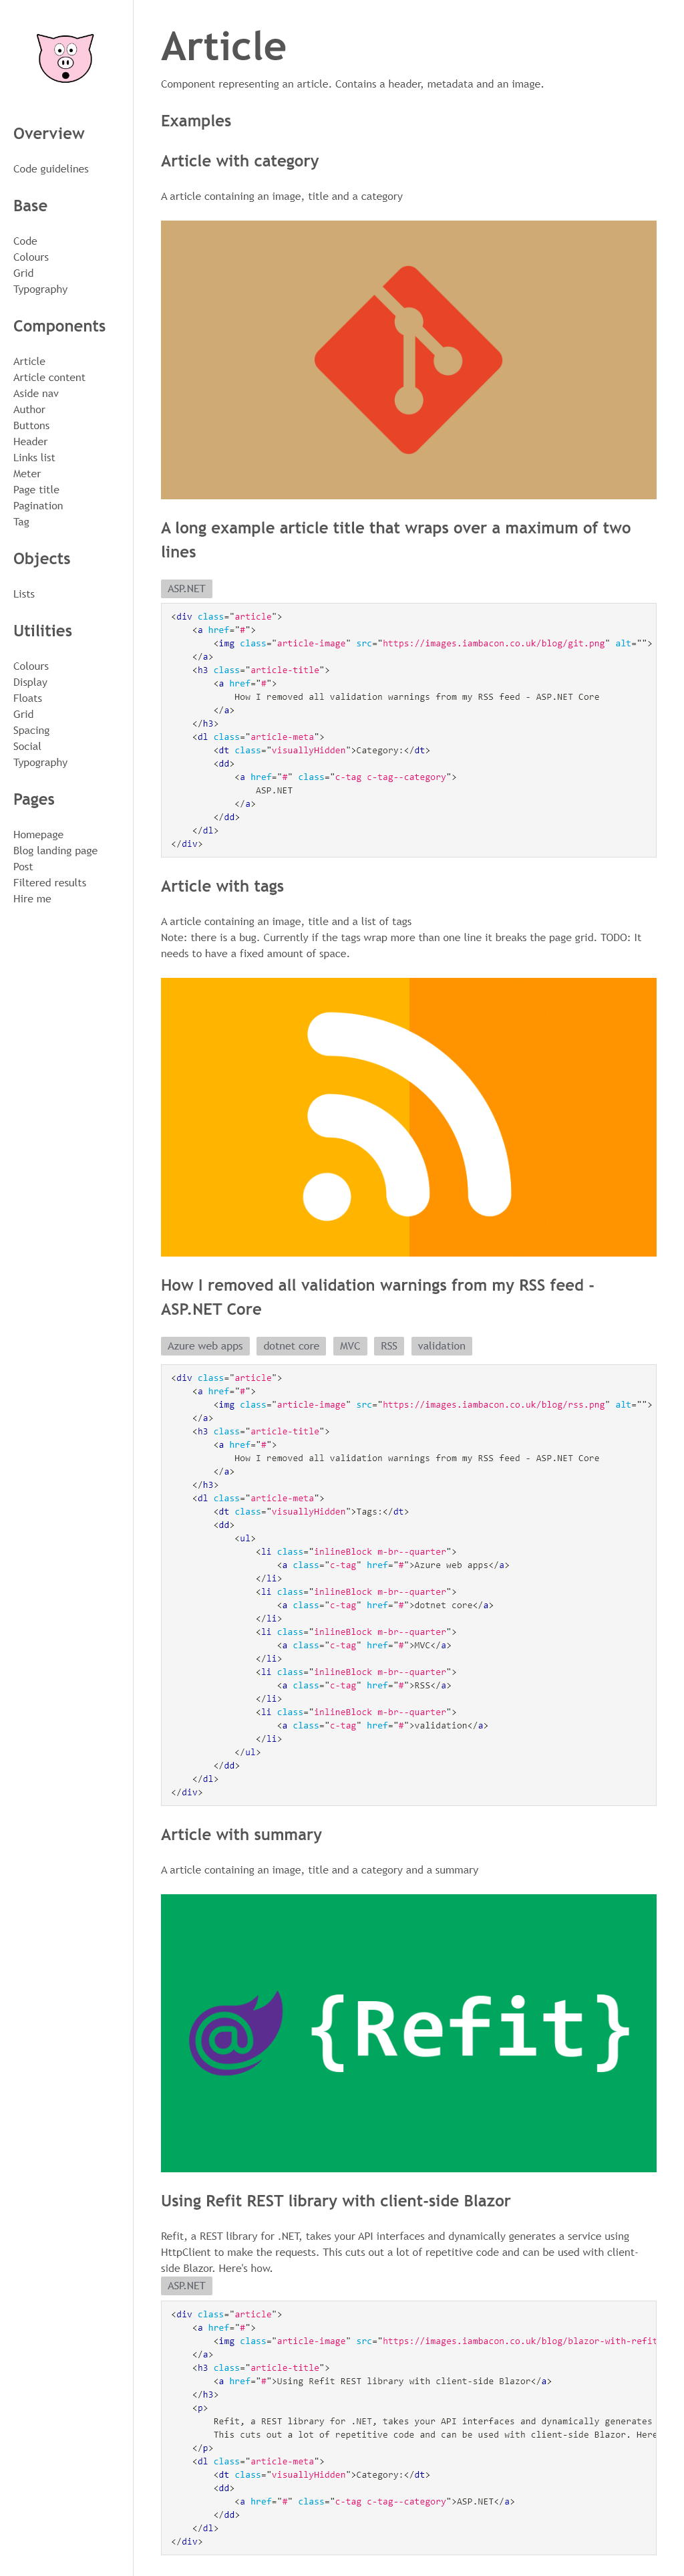 Overview
Code guidelines
Base
Code
Colours
Grid
Typography
Components
Article
Article content
Aside nav
Author
Buttons
Header
Links list
Meter
Page title
Pagination
Tag
Objects
Lists
Utilities
Colours
Display
Floats
Grid
Spacing
Social
Typography
Pages
Homepage
Blog landing page
Post
Filtered results
Hire me
Article
Component representing an article. Contains a header, metadata and an image.
Examples
Article with category
A article containing an image, title and a category
A long example article title that wraps over a maximum of two
lines
ASP.NET
<div class="article">
    <a href="#">
        <img class="article-image" src="https://images.iambacon.co.uk/blog/git.png" alt="">
    </a>
    <h3 class="article-title">
        <a href="#">
            How I removed all validation warnings from my RSS feed - ASP.NET Core
        </a>
    </h3>
    <dl class="article-meta">
        <dt class="visuallyHidden">Category:</dt>
        <dd>
            <a href="#" class="c-tag c-tag--category">
                ASP.NET
            </a>
        </dd>
    </dl>
</div>
Article with tags
A article containing an image, title and a list of tags
Note: there is a bug. Currently if the tags wrap more than one line it breaks the page grid. TODO: It
needs to have a fixed amount of space.
How I removed all validation warnings from my RSS feed -
ASP.NET Core
Azure web apps dotnet core MVC RSS validation
<div class="article">
    <a href="#">
        <img class="article-image" src="https://images.iambacon.co.uk/blog/rss.png" alt="">
    </a>
    <h3 class="article-title">
        <a href="#">
            How I removed all validation warnings from my RSS feed - ASP.NET Core
        </a>
    </h3>
    <dl class="article-meta">
        <dt class="visuallyHidden">Tags:</dt>
        <dd>
            <ul>
                <li class="inlineBlock m-br--quarter">
                    <a class="c-tag" href="#">Azure web apps</a>
                </li>
                <li class="inlineBlock m-br--quarter">
                    <a class="c-tag" href="#">dotnet core</a>
                </li>
                <li class="inlineBlock m-br--quarter">
                    <a class="c-tag" href="#">MVC</a>
                </li>
                <li class="inlineBlock m-br--quarter">
                    <a class="c-tag" href="#">RSS</a>
                </li>
                <li class="inlineBlock m-br--quarter">
                    <a class="c-tag" href="#">validation</a>
                </li>
            </ul>
        </dd>
    </dl>
</div>
Article with summary
A article containing an image, title and a category and a summary
@ {Refit}
Using Refit REST library with client-side Blazor
Refit, a REST library for .NET, takes your API interfaces and dynamically generates a service using
HttpClient to make the requests. This cuts out a lot of repetitive code and can be used with client-
side Blazor. Here's how.
ASP.NET
<div class="article">
    <a href="#">
        <img class="article-image" src="https://images.iambacon.co.uk/blog/blazor-with-refit
    </a>
    <h3 class="article-title">
        <a href="#">Using Refit REST library with client-side Blazor</a>
    </h3>
    <p>
        Refit, a REST library for .NET, takes your API interfaces and dynamically generates
        This cuts out a lot of repetitive code and can be used with client-side Blazor. Here
    </p>
    <dl class="article-meta">
        <dt class="visuallyHidden">Category:</dt>
        <dd>
            <a href="#" class="c-tag c-tag--category">ASP.NET</a>
        </dd>
    </dl>
</div>